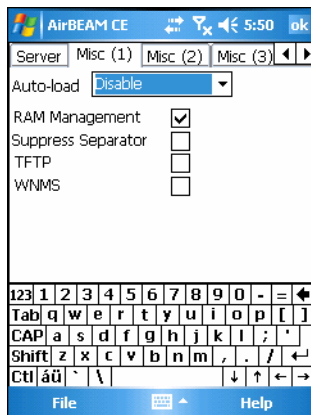 AirBEAM CE 5:50 ok
Server Misc (1) Misc (2) Misc (3)
Auto-load Disable
RAM Management
Suppress Separator
TFTP
WNMS
123 1 2 3 4 5 6 7 8 9 0 - =
Tab q w e r t y u i o p [ ]
CAP a s d f g h j k l ; '
Shift z x c v b n m , . /
Ctl áü ` \
File Help